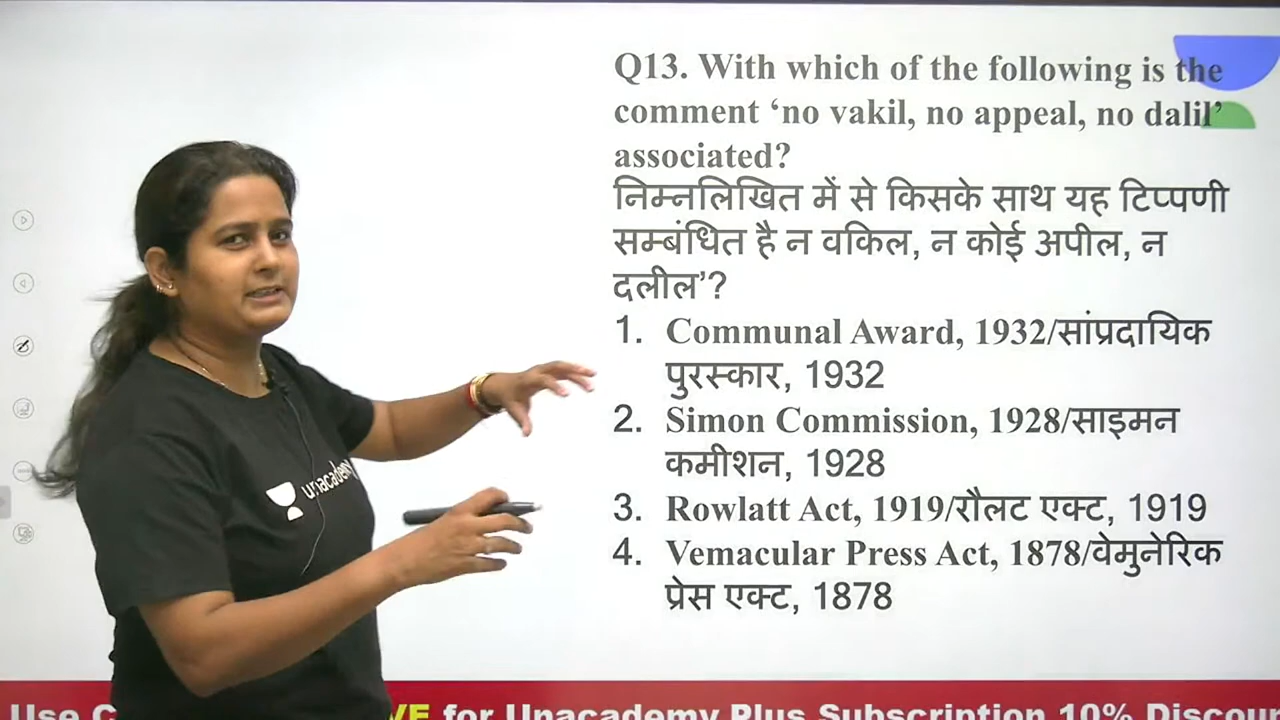 Q13. With which of the following is the
comment ‘no vakil, no appeal, no dalil’
associated?
निम्नलिखित में से किसके साथ यह टिप्पणी
सम्बंधित है न वकिल, न कोई अपील, न
दलील’?
1. Communal Award, 1932/सांप्रदायिक
पुरस्कार, 1932
2. Simon Commission, 1928/साइमन
कमीशन, 1928
3. Rowlatt Act, 1919/रौलट एक्ट, 1919
4. Vemacular Press Act, 1878/वेमुनेरिक
प्रेस एक्ट, 1878
unacademy
Use for Unacademy Plus Subscription 10%